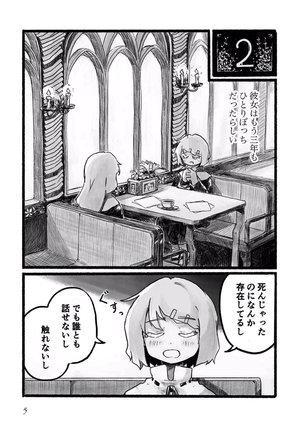 2
彼女はもう三年も
ひとりぼっち
だったらしい
死んじゃった
のになんか
存在してるし
ぐすっ
でも誰とも
話せないし
触れないし
5